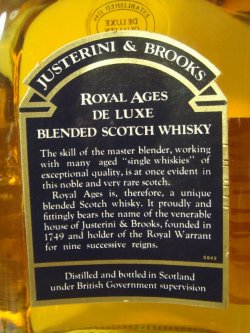 ESTABLISHED 1749
DE LUXE
JUSTERINI & BROOKS
ROYAL AGES
DE LUXE
BLENDED SCOTCH WHISKY
The skill of the master blender, working
with many aged "single whiskies" of
exceptional quality, is at once evident in
this noble and very rare scotch.
Royal Ages is, therefore, a unique
blended Scotch whisky. It proudly and
fittingly bears the name of the venerable
house of Justerini & Brooks, founded in
1749 and holder of the Royal Warrant
for nine successive reigns.
Distilled and bottled in Scotland
under British Government supervision